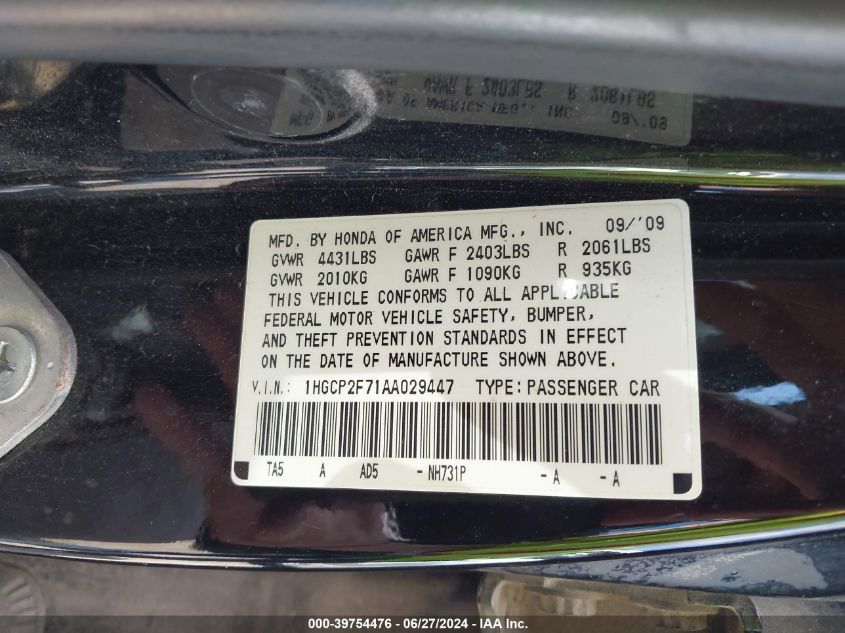 MFD. BY HONDA OF AMERICA MFG., INC. 09/'09
GVWR 4431LBS GAWR F 2403LBS R 2061LBS
GVWR 2010KG GAWR F 1090KG R 935KG
THIS VEHICLE CONFORMS TO ALL APPLICABLE
FEDERAL MOTOR VEHICLE SAFETY, BUMPER,
AND THEFT PREVENTION STANDARDS IN EFFECT
ON THE DATE OF MANUFACTURE SHOWN ABOVE.
V.I.N.: 1HGCP2F71AA029447 TYPE: PASSENGER CAR
TA5 A AD5 - NH731P - A - A
000-39754476 - 06/27/2024 - IAA Inc.